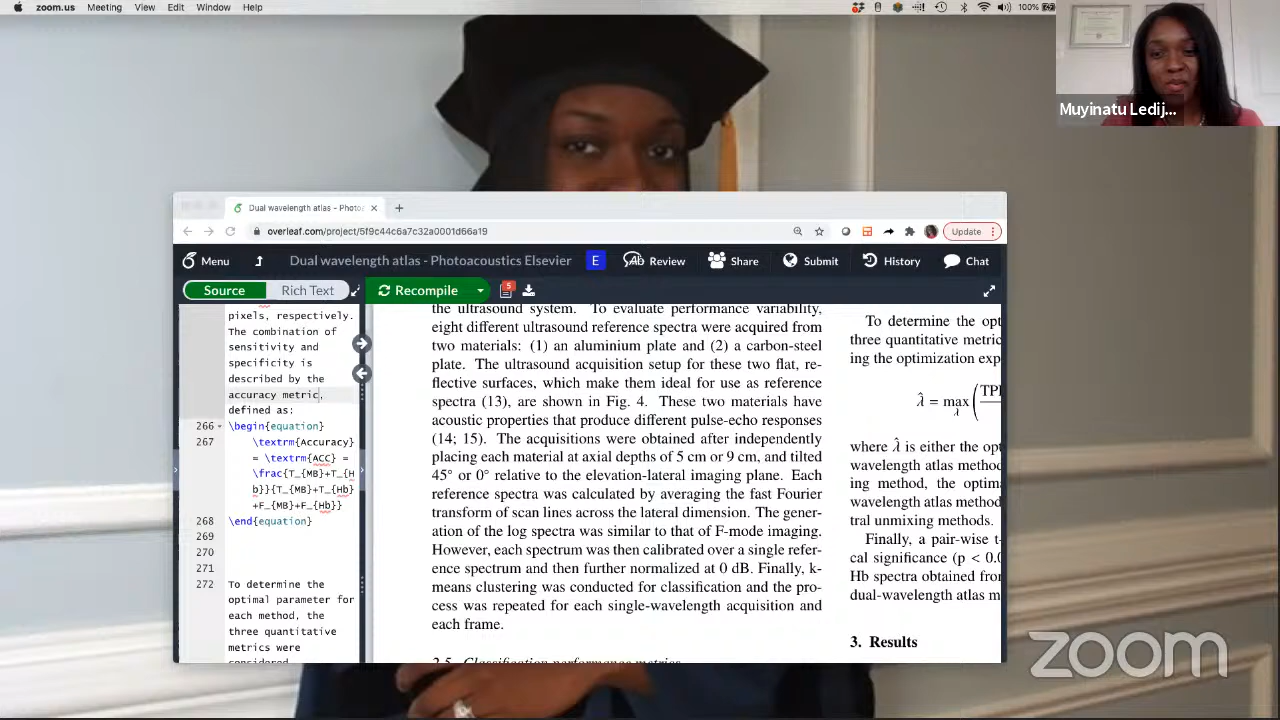 zoom.us Meeting View Edit Window Help
100%
Muyinatu Ledij...
Dual wavelength atlas - Photo
overleaf.com/project/5f9c44c6a7c32a0001d66a19
Update
Menu
Dual wavelength atlas - Photoacoustics Elsevier
E
Review
Share
Submit
History
Chat
Source
Rich Text
Recompile
5
pixels, respectively.
The combination of
sensitivity and
specificity is
described by the
accuracy metric,
defined as:
266 \begin{equation}
267 \textrm{Accuracy}
= \textrm{ACC} =
\frac{T_{MB}+T_{H
b}}{T_{MB}+T_{Hb}
+F_{MB}+F_{Hb}}
268 \end{equation}
269
270
271
272 To determine the
optimal parameter for
each method, the
three quantitative
metrics were
considered
the ultrasound system. To evaluate performance variability,
eight different ultrasound reference spectra were acquired from
two materials: (1) an aluminium plate and (2) a carbon-steel
plate. The ultrasound acquisition setup for these two flat, re-
flective surfaces, which make them ideal for use as reference
spectra (13), are shown in Fig. 4. These two materials have
acoustic properties that produce different pulse-echo responses
(14; 15). The acquisitions were obtained after independently
placing each material at axial depths of 5 cm or 9 cm, and tilted
45° or 0° relative to the elevation-lateral imaging plane. Each
reference spectra was calculated by averaging the fast Fourier
transform of scan lines across the lateral dimension. The gener-
ation of the log spectra was similar to that of F-mode imaging.
However, each spectrum was then calibrated over a single refer-
ence spectrum and then further normalized at 0 dB. Finally, k-
means clustering was conducted for classification and the pro-
cess was repeated for each single-wavelength acquisition and
each frame.
2.5. Classification performance metrics
To determine the opt
three quantitative metric
ing the optimization exp
λ̂ = max λ ( TPI
where λ̂ is either the opt
wavelength atlas method
ing method, the optima
wavelength atlas method
tral unmixing methods.
Finally, a pair-wise t-
cal significance (p < 0.0
Hb spectra obtained from
dual-wavelength atlas m
3. Results
zoom